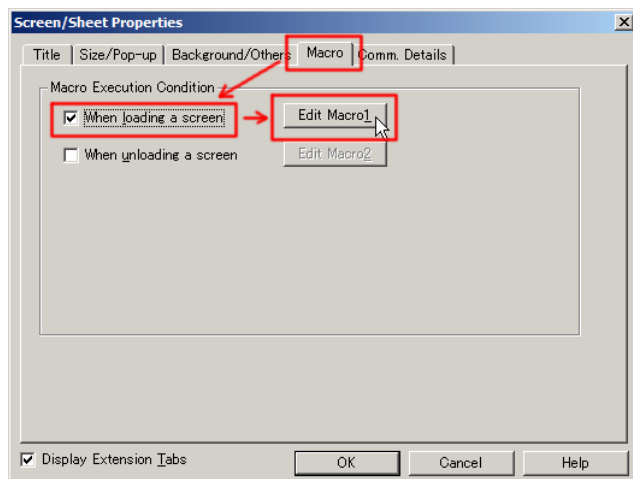 Screen/Sheet Properties
Title Size/Pop-up Background/Others Macro Comm. Details
Macro Execution Condition
When loading a screen Edit Macro1
When unloading a screen Edit Macro2
Display Extension Tabs OK Cancel Help